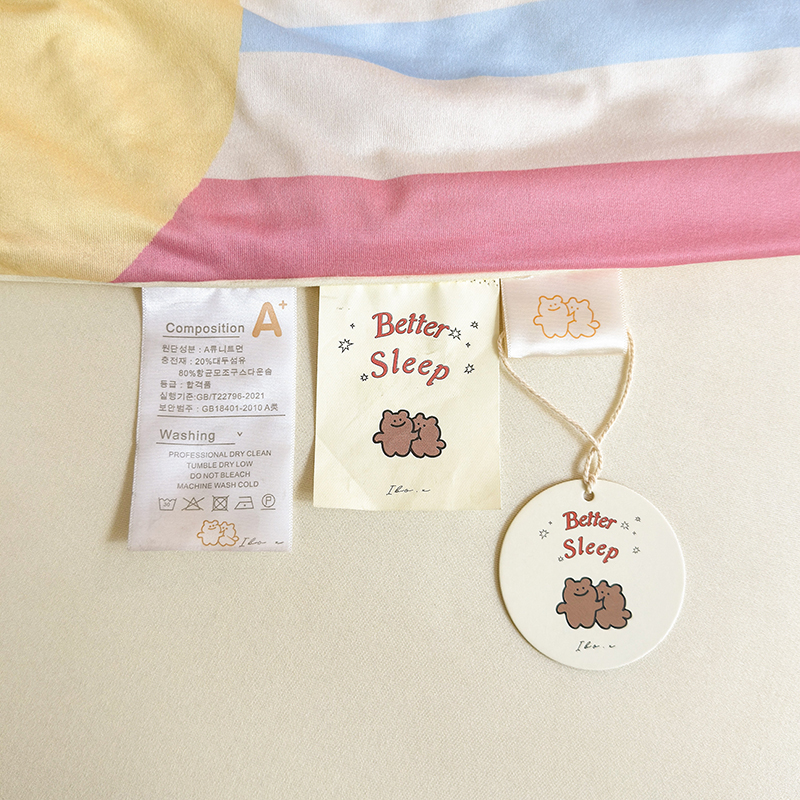 Composition A+
원단성분 : A류니트면
충전재 : 20%대두섬유
80%항균모조구스다운솜
등급 : 합격품
실행기준:GB/T22796-2021
보안범주 : GB18401-2010 A类
Washing
PROFESSIONAL DRY CLEAN
TUMBLE DRY LOW
DO NOT BLEACH
MACHINE WASH COLD
P
Better
Sleep
Better
Sleep